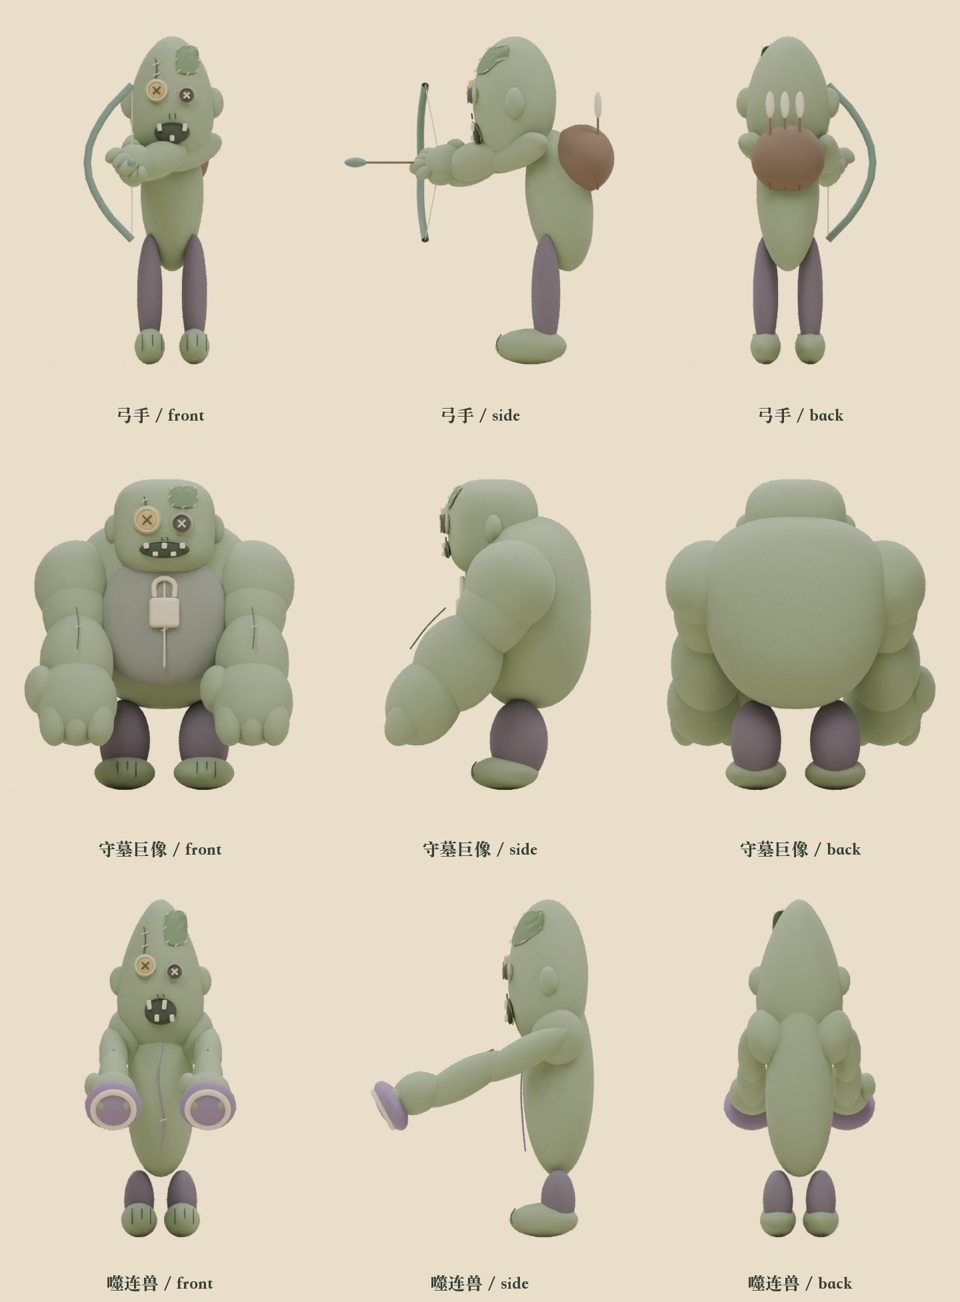 弓手 / front
弓手 / side
弓手 / back
守墓巨像 / front
守墓巨像 / side
守墓巨像 / back
噬连兽 / front
噬连兽 / side
噬连兽 / back